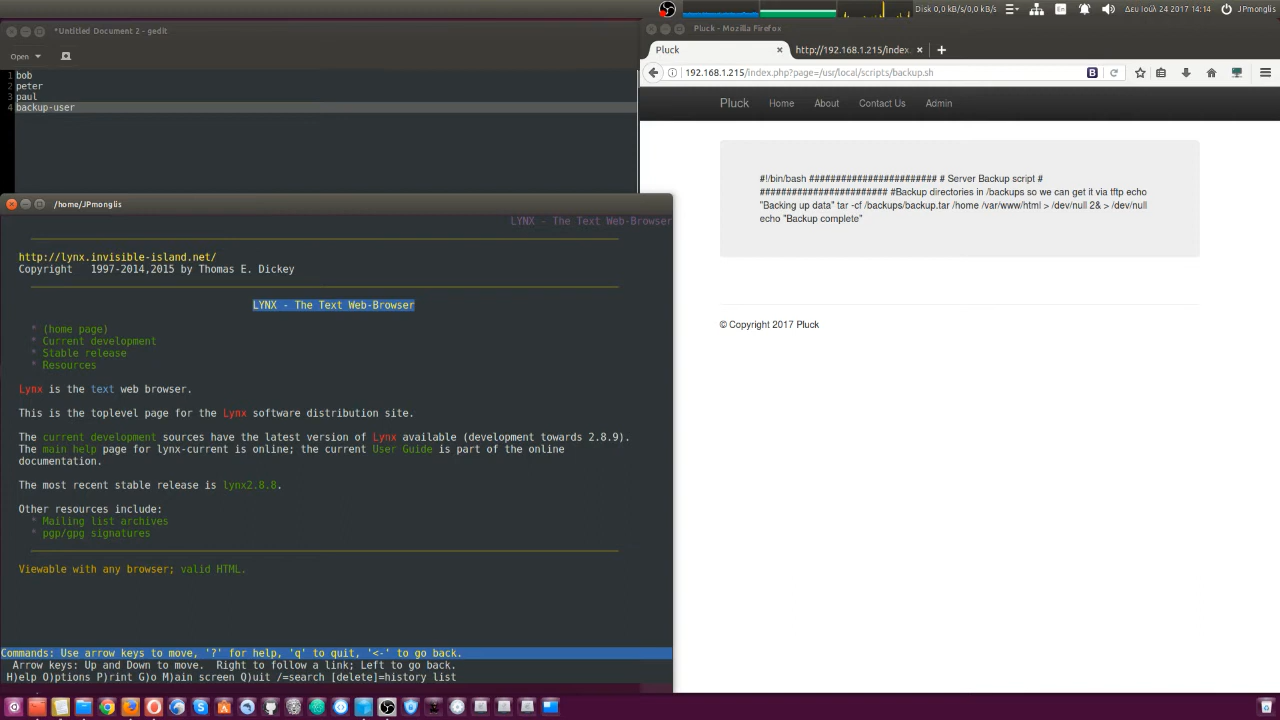 Disk 0,0 kB/s/0,0 kB/s
En
Δευ Ιούλ 24 2017 14:14
JPmonglis
*Untitled Document 2 - gedit
Open
1 bob
2 peter
3 paul
4 backup-user
Pluck - Mozilla Firefox
Pluck
http://192.168.1.215/index.
192.168.1.215/index.php?page=/usr/local/scripts/backup.sh
B
Pluck Home About Contact Us Admin
#!/bin/bash ######################## # Server Backup script #
######################## #Backup directories in /backups so we can get it via tftp echo
"Backing up data" tar -cf /backups/backup.tar /home /var/www/html > /dev/null 2& > /dev/null
echo "Backup complete"
© Copyright 2017 Pluck
/home/JPmonglis
LYNX - The Text Web-Browser
http://lynx.invisible-island.net/
Copyright 1997-2014,2015 by Thomas E. Dickey
LYNX - The Text Web-Browser
* (home page)
* Current development
* Stable release
* Resources
Lynx is the text web browser.
This is the toplevel page for the Lynx software distribution site.
The current development sources have the latest version of Lynx available (development towards 2.8.9).
The main help page for lynx-current is online; the current User Guide is part of the online
documentation.
The most recent stable release is lynx2.8.8.
Other resources include:
* Mailing list archives
* pgp/gpg signatures
Viewable with any browser; valid HTML.
Commands: Use arrow keys to move, '?' for help, 'q' to quit, '<-' to go back.
Arrow keys: Up and Down to move. Right to follow a link; Left to go back.
H)elp O)ptions P)rint G)o M)ain screen Q)uit /=search [delete]=history list